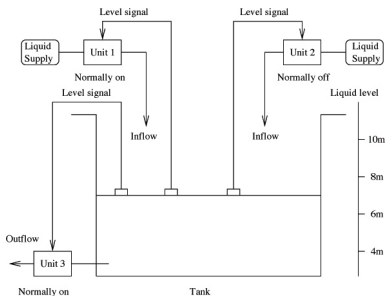 Level signal
Level signal
Liquid
Supply
Unit 1
Unit 2
Liquid
Supply
Normally on
Normally off
Level signal
Liquid level
Inflow
Inflow
10m
8m
6m
4m
Outflow
Unit 3
Normally on
Tank